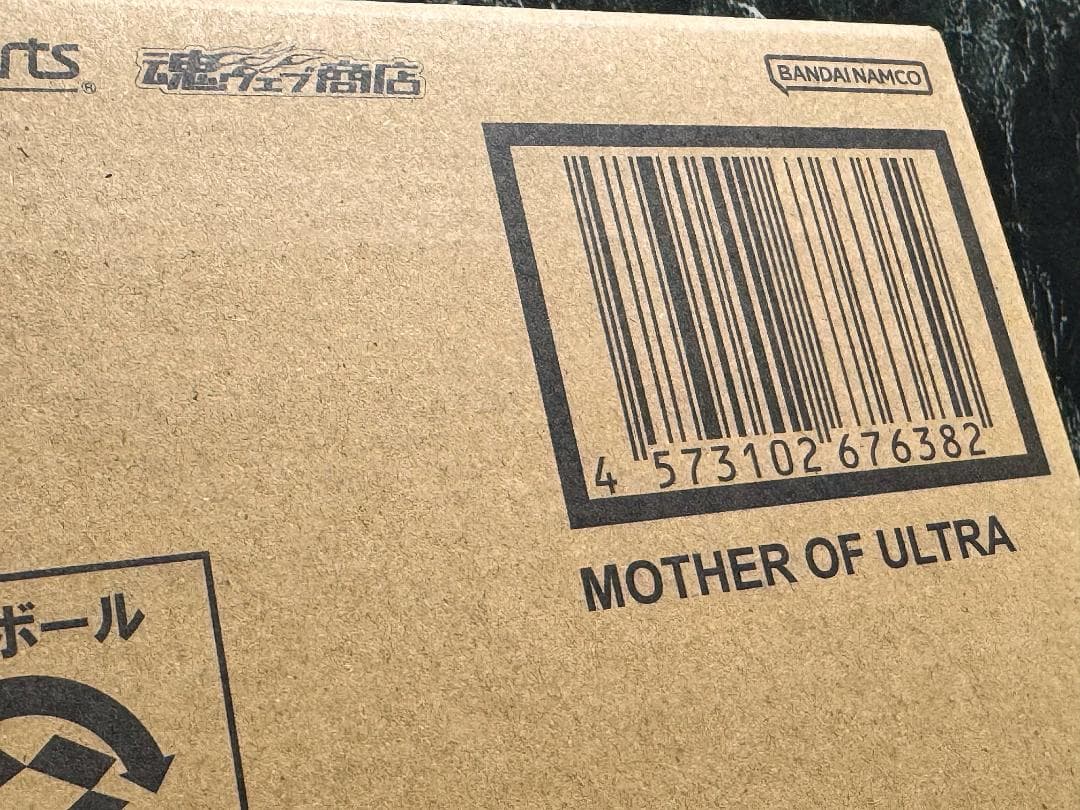 rts®
魂ウェブ商店
BANDAI NAMCO
4 573102 676382
MOTHER OF ULTRA
ボール